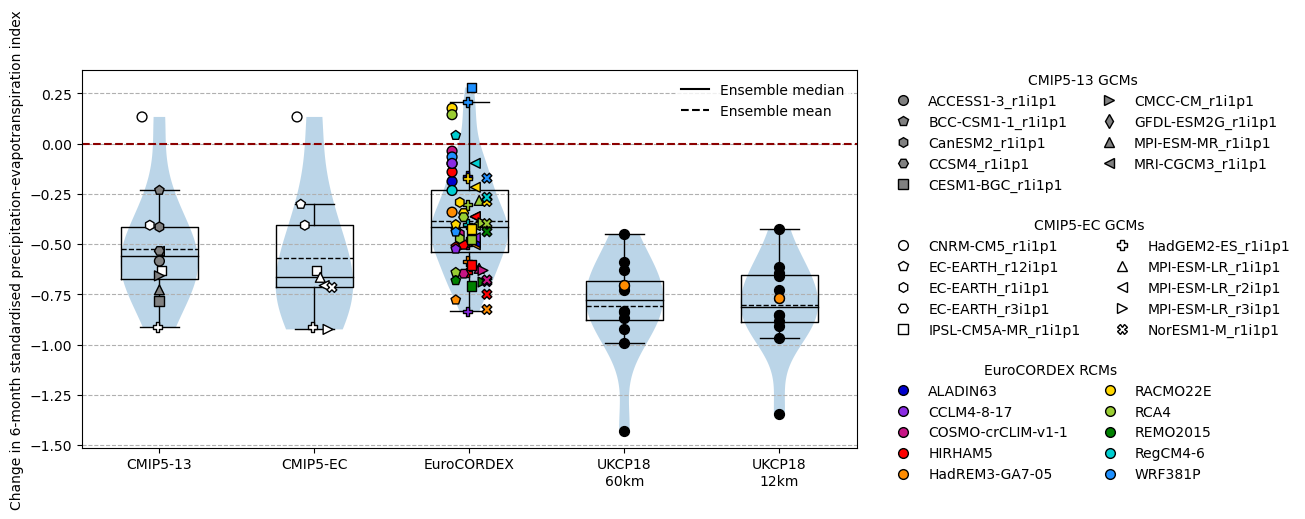 Change in 6-month standardised precipitation-evapotranspiration index
0.25
0.00
−0.25
−0.50
−0.75
−1.00
−1.25
−1.50
CMIP5-13
CMIP5-EC
EuroCORDEX
UKCP18
60km
UKCP18
12km
Ensemble median
Ensemble mean
CMIP5-13 GCMs
ACCESS1-3_r1i1p1
BCC-CSM1-1_r1i1p1
CanESM2_r1i1p1
CCSM4_r1i1p1
CESM1-BGC_r1i1p1
CMCC-CM_r1i1p1
GFDL-ESM2G_r1i1p1
MPI-ESM-MR_r1i1p1
MRI-CGCM3_r1i1p1
CMIP5-EC GCMs
CNRM-CM5_r1i1p1
EC-EARTH_r12i1p1
EC-EARTH_r1i1p1
EC-EARTH_r3i1p1
IPSL-CM5A-MR_r1i1p1
HadGEM2-ES_r1i1p1
MPI-ESM-LR_r1i1p1
MPI-ESM-LR_r2i1p1
MPI-ESM-LR_r3i1p1
NorESM1-M_r1i1p1
EuroCORDEX RCMs
ALADIN63
CCLM4-8-17
COSMO-crCLIM-v1-1
HIRHAM5
HadREM3-GA7-05
RACMO22E
RCA4
REMO2015
RegCM4-6
WRF381P